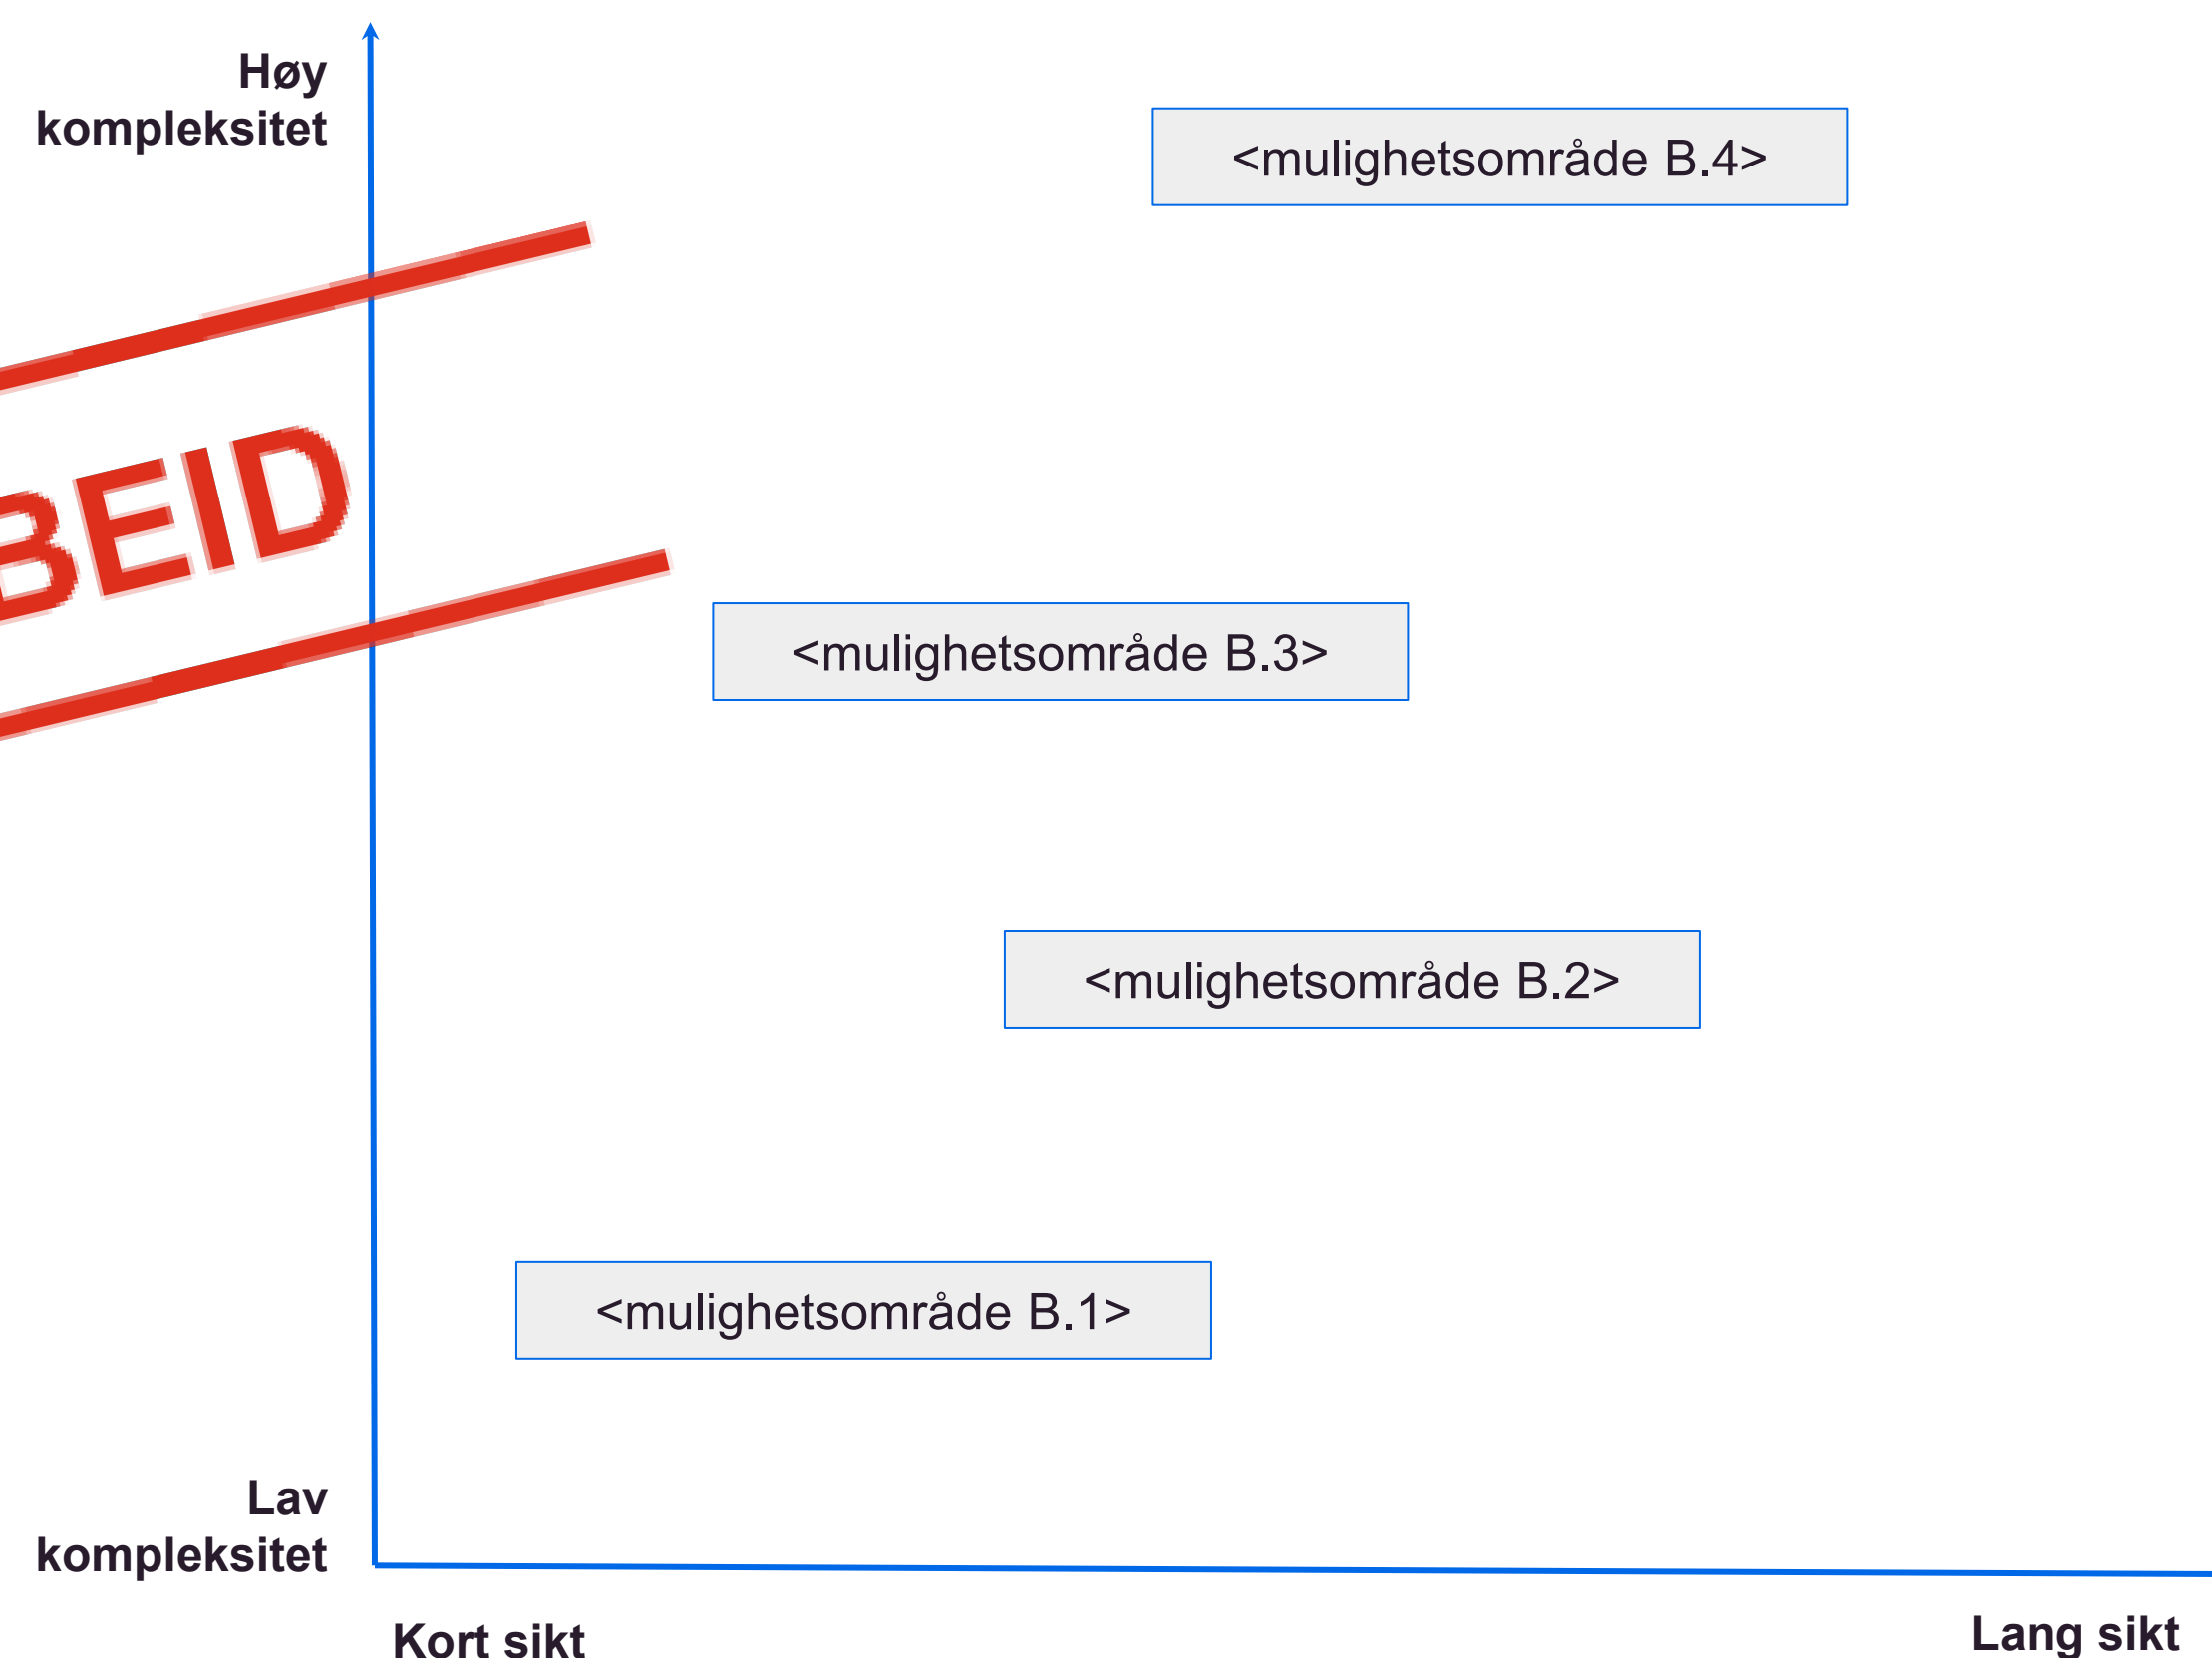 Høy
kompleksitet
<mulighetsområde B.4>
BEID
<mulighetsområde B.3>
<mulighetsområde B.2>
<mulighetsområde B.1>
Lav
kompleksitet
Kort sikt
Lang sikt